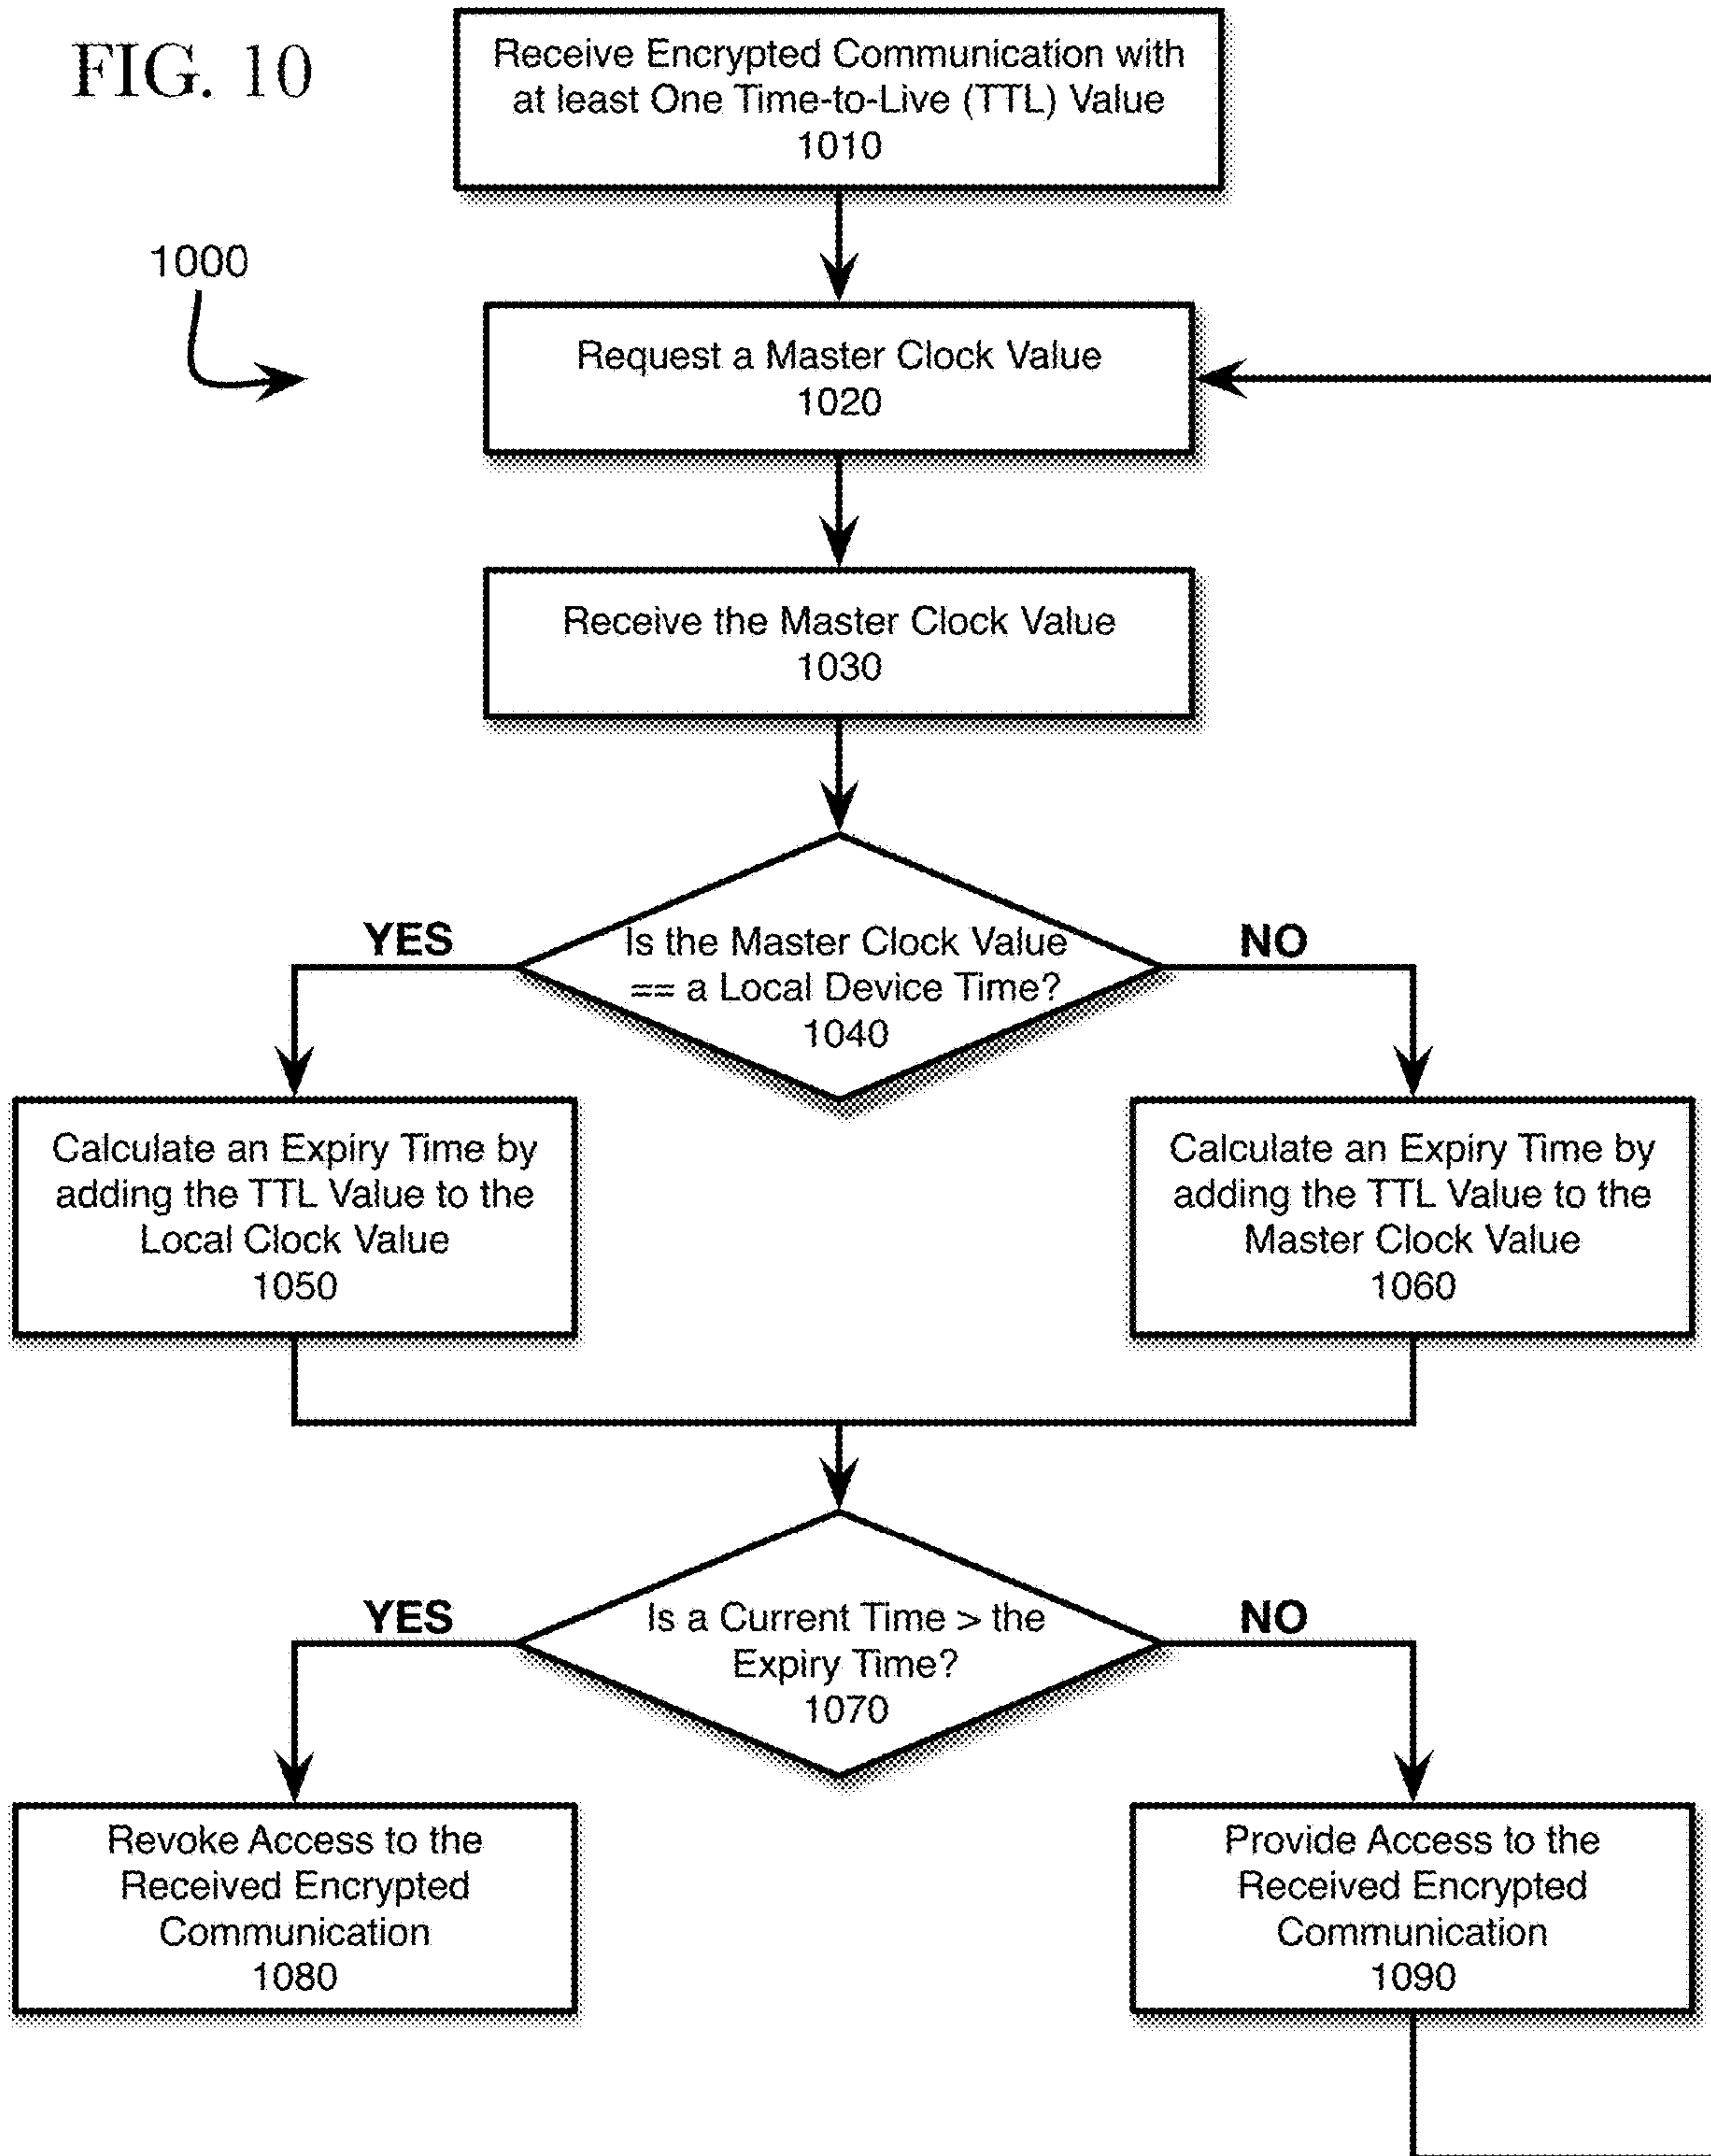 FIG. 10
Receive Encrypted Communication with
at least One Time-to-Live (TTL) Value
1010
1000
Request a Master Clock Value
1020
Receive the Master Clock Value
1030
YES
Is the Master Clock Value
== a Local Device Time?
1040
NO
Calculate an Expiry Time by
adding the TTL Value to the
Local Clock Value
1050
Calculate an Expiry Time by
adding the TTL Value to the
Master Clock Value
1060
YES
Is a Current Time > the
Expiry Time?
1070
NO
Revoke Access to the
Received Encrypted
Communication
1080
Provide Access to the
Received Encrypted
Communication
1090